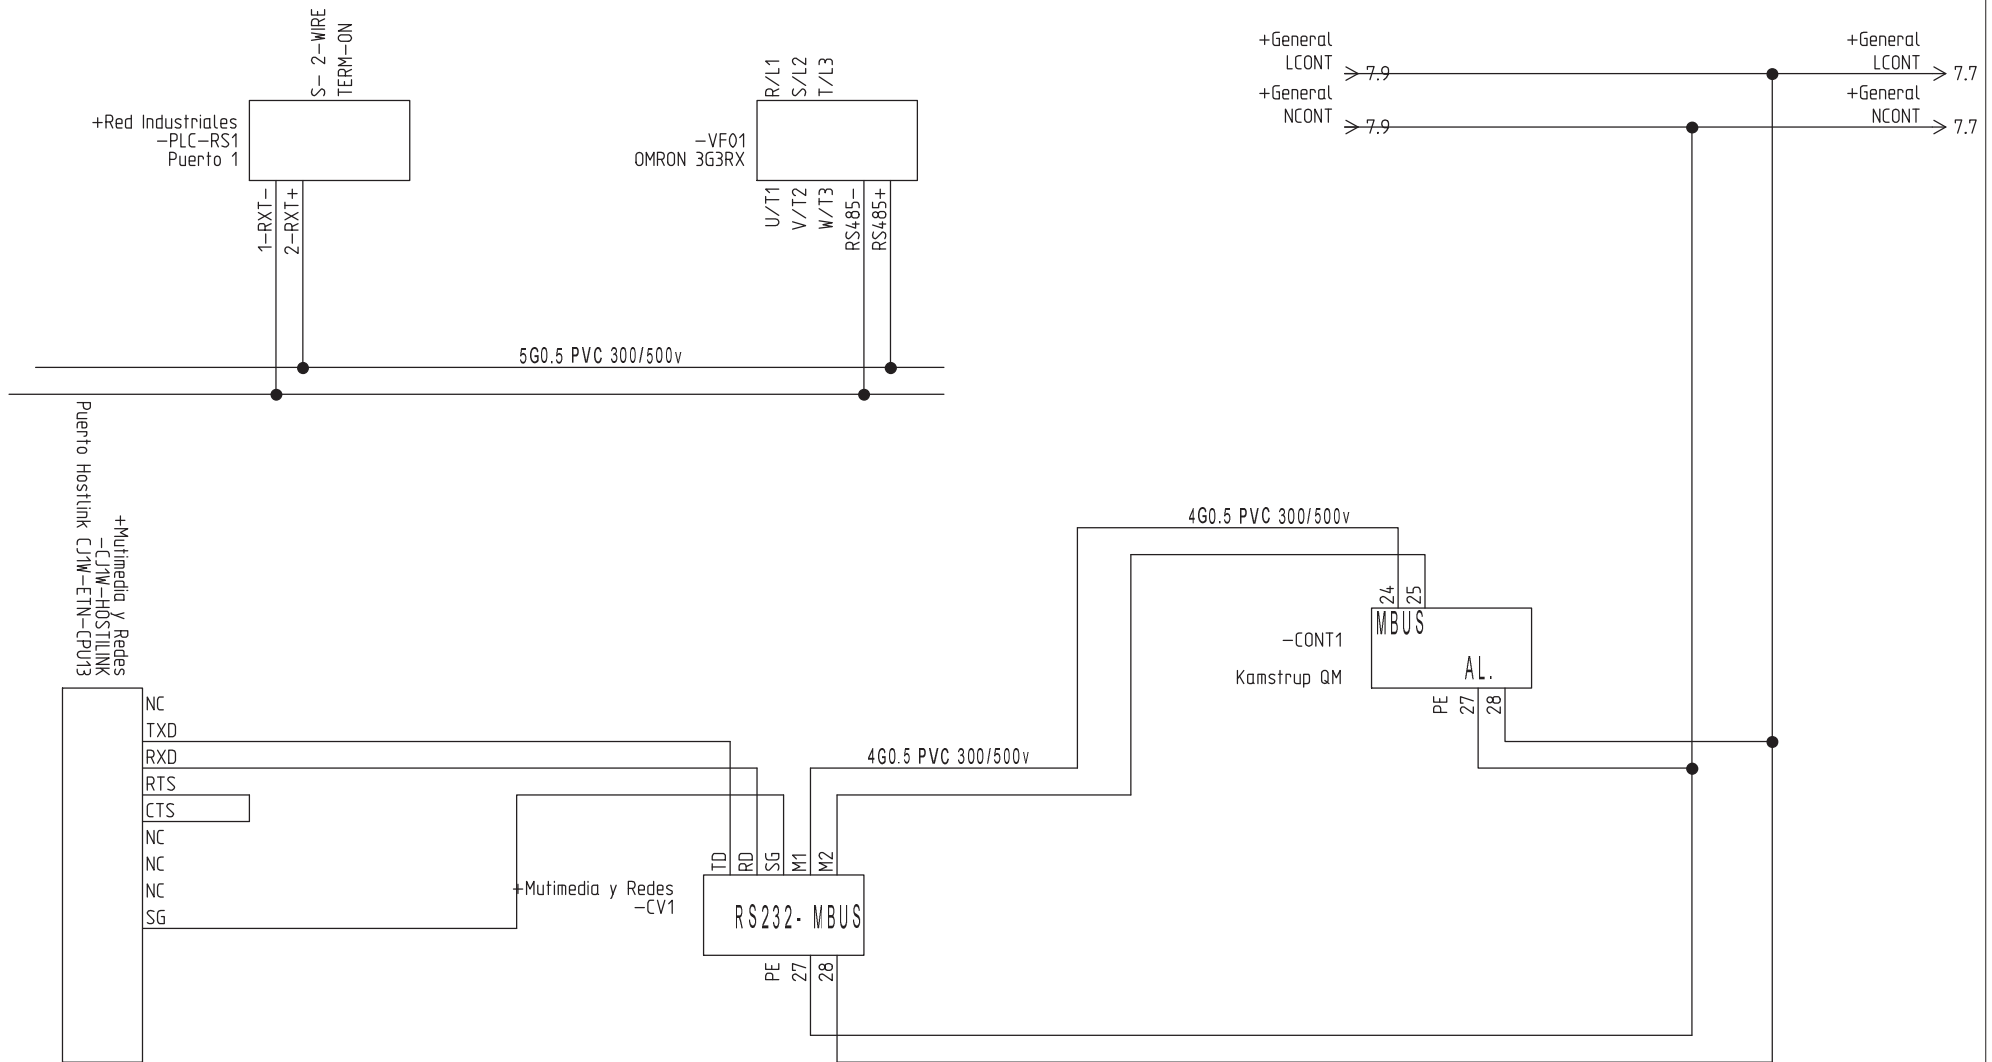 S- 2-WIRE
TERM-ON
+Red Industriales
-PLC-RS1
Puerto 1
1-RXT-
2-RXT+
R/L1
S/L2
T/L3
-VF01
OMRON 3G3RX
U/T1
V/T2
W/T3
RS485-
RS485+
+General
LCONT
7.9
+General
NCONT
7.9
+General
LCONT
7.7
+General
NCONT
7.7
5G0.5 PVC 300/500v
+Mutimedia y Redes
-CJ1W-HOSTILINK
Puerto Hostlink CJ1W-ETN-CPU13
NC
TXD
RXD
RTS
CTS
NC
NC
NC
SG
4G0.5 PVC 300/500v
24
25
MBUS
-CONT1
AL.
Kamstrup QM
PE
27
28
4G0.5 PVC 300/500v
TD
RD
SG
M1
M2
+Mutimedia y Redes
-CV1
RS232- MBUS
PE
27
28